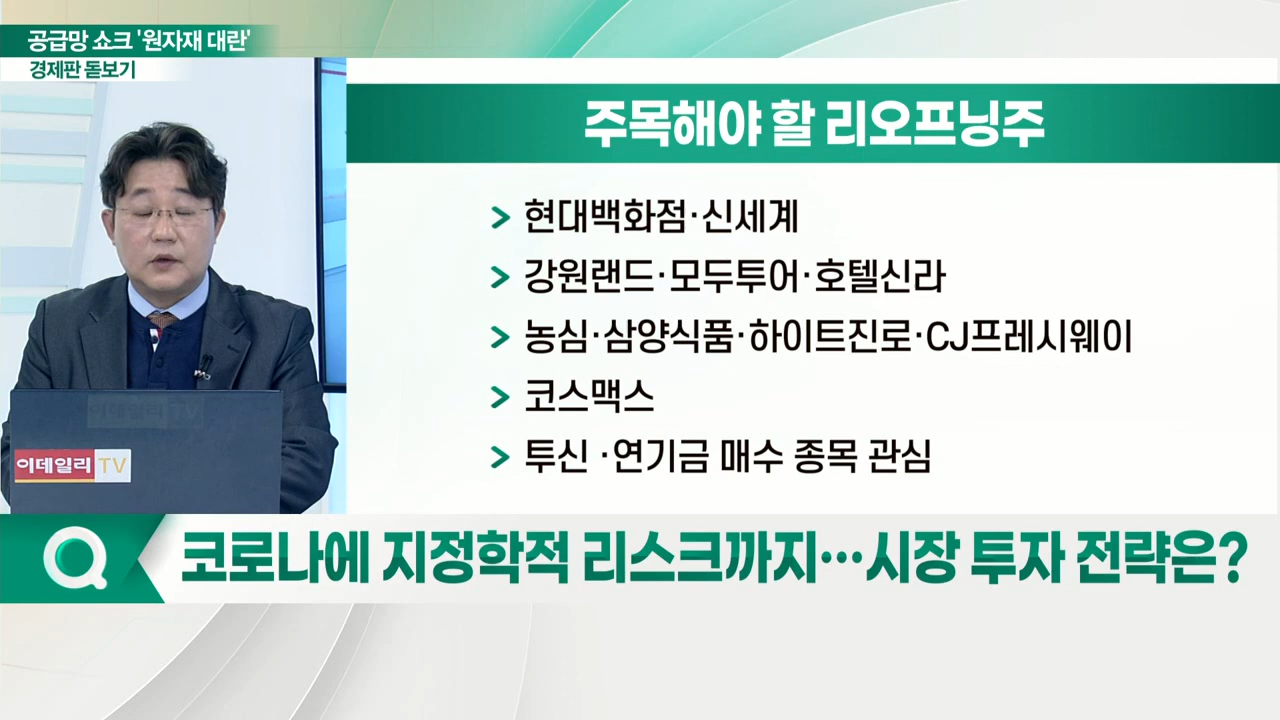 공급망 쇼크 '원자재 대란'
경제판 돋보기
주목해야 할 리오프닝주
> 현대백화점·신세계
> 강원랜드·모두투어·호텔신라
> 농심·삼양식품·하이트진로·CJ프레시웨이
> 코스맥스
> 투신 ·연기금 매수 종목 관심
이데일리 TV
이데일리TV
Q 코로나에 지정학적 리스크까지…시장 투자 전략은?